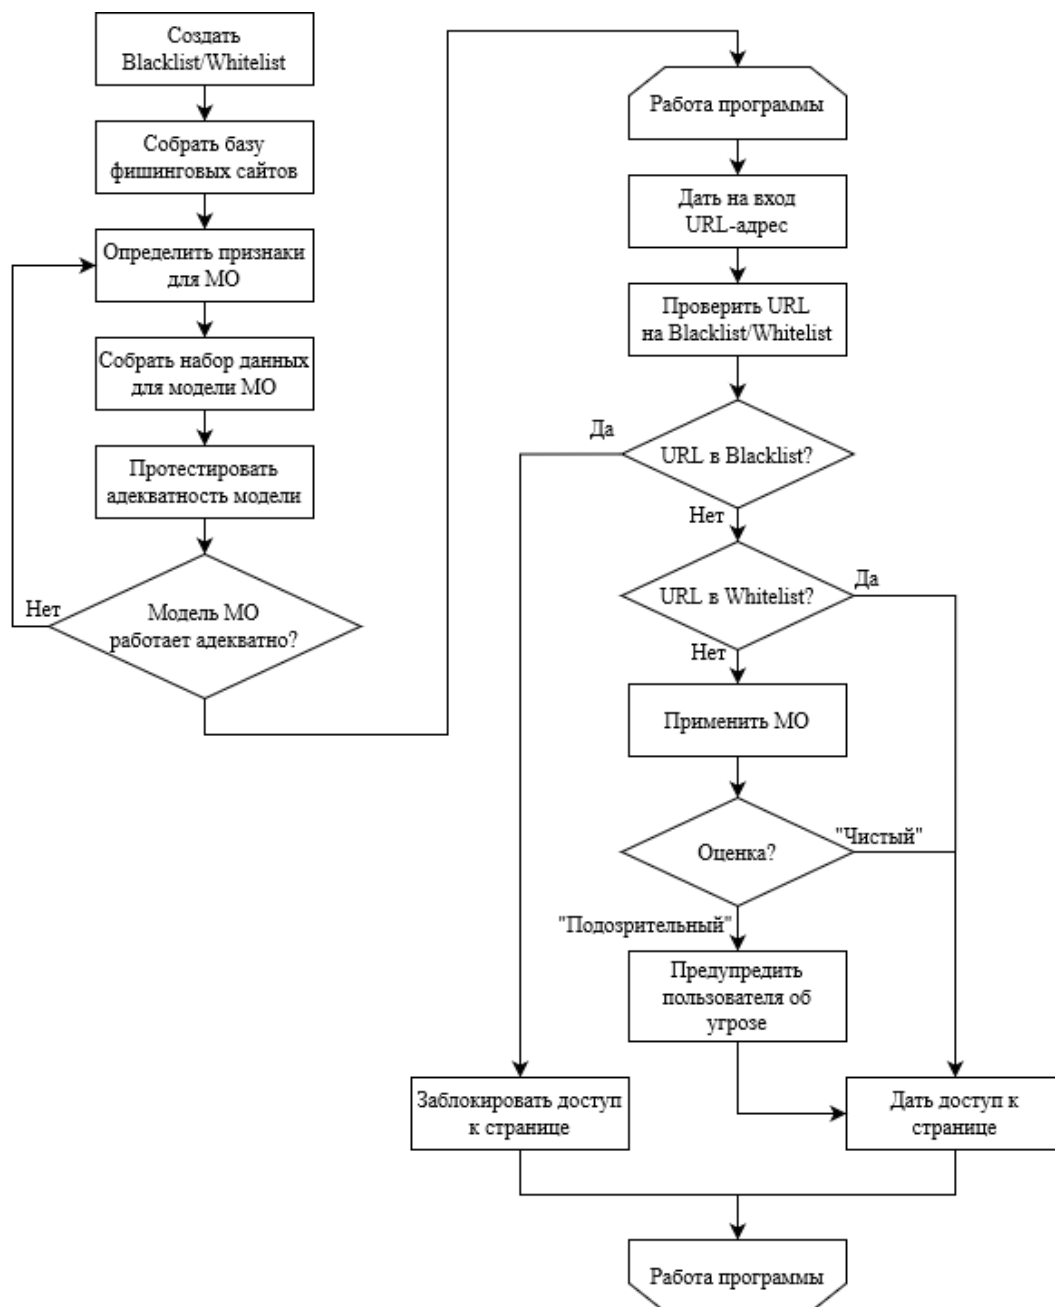 Создать
Blacklist/Whitelist
Собрать базу
фишинговых сайтов
Определить признаки
для МО
Собрать набор данных
для модели МО
Протестировать
адекватность модели
Нет
Модель МО
работает адекватно?
Работа программы
Дать на вход
URL-адрес
Проверить URL
на Blacklist/Whitelist
Да
URL в Blacklist?
Нет
URL в Whitelist?
Да
Нет
Применить МО
Оценка?
"Чистый"
"Подозрительный"
Предупредить
пользователя об
угрозе
Заблокировать доступ
к странице
Дать доступ к
странице
Работа программы